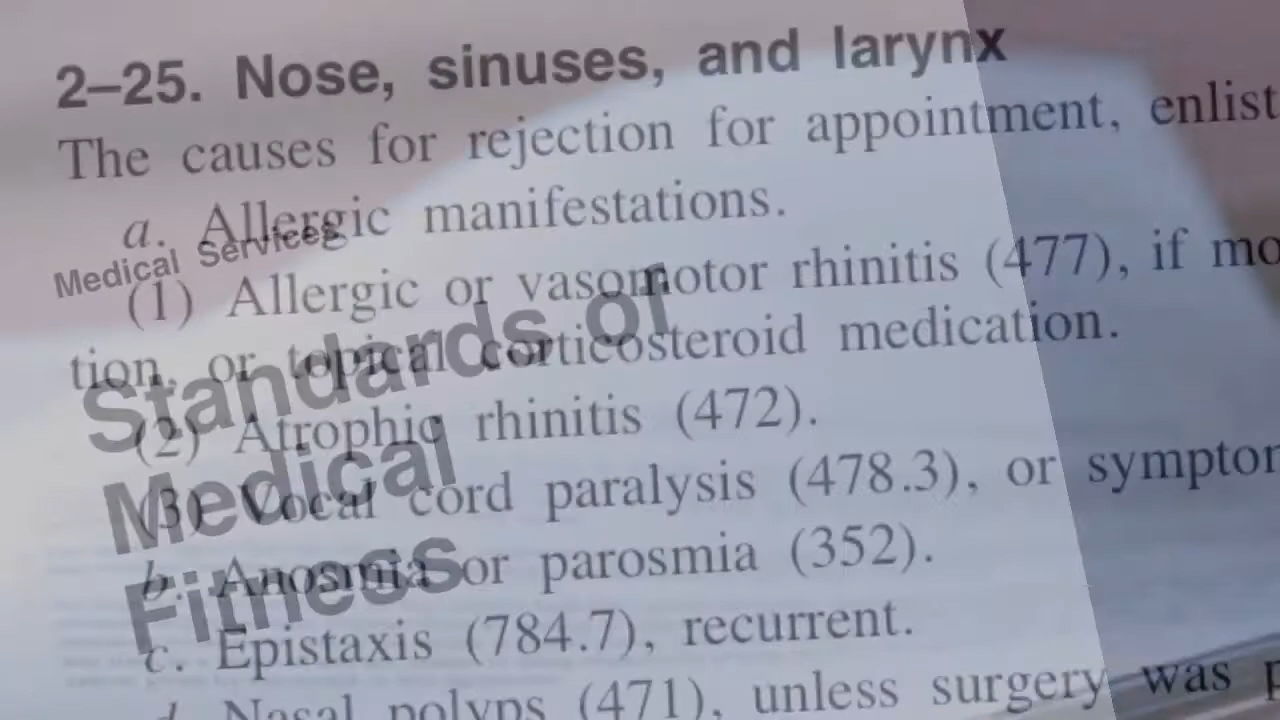 2–25. Nose, sinuses, and larynx
The causes for rejection for appointment, enlist
a. Allergic manifestations.
(1) Allergic or vasomotor rhinitis (477), if mo
tion, or topical corticosteroid medication.
(2) Atrophic rhinitis (472).
(3) Vocal cord paralysis (478.3), or sympto
b. Anosmia or parosmia (352).
c. Epistaxis (784.7), recurrent.
d. Nasal polyps (471), unless surgery was p
Medical Services
Standards of
Medical
Fitness